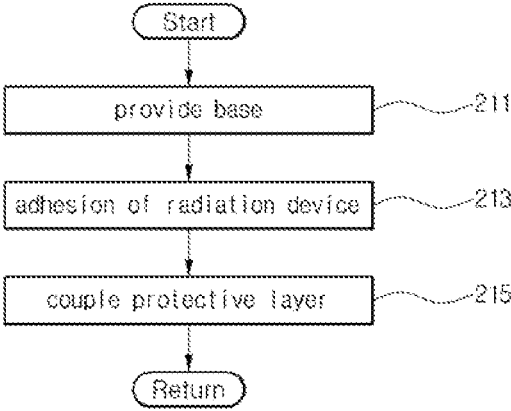 Start
provide base
211
adhesion of radiation device
213
couple protective layer
215
Return